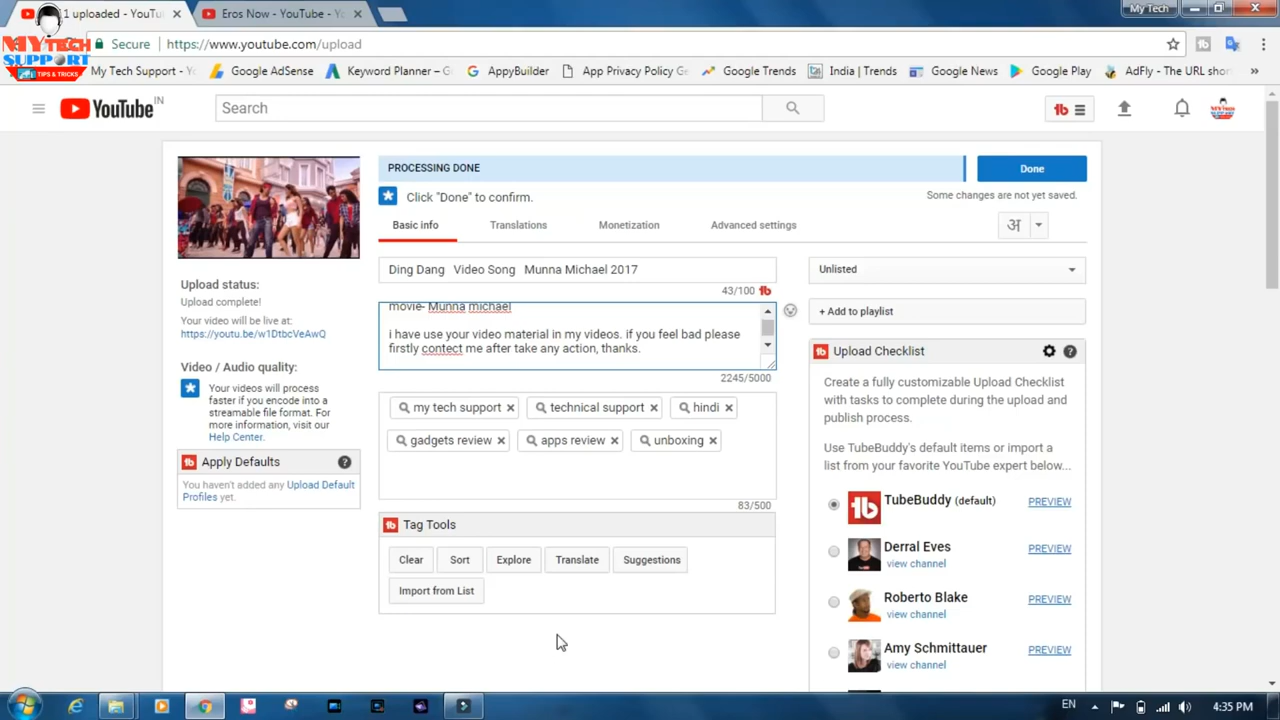 1 uploaded - YouTu
Eros Now - YouTube -
My Tech
MYTECH
SUPPORT
TIPS & TRICKS
Secure
https://www.youtube.com/upload
My Tech Support - Yo
Google AdSense
Keyword Planner –
AppyBuilder
App Privacy Policy Ge
Google Trends
India | Trends
Google News
Google Play
AdFly - The URL short
»
YouTube IN
Search
PROCESSING DONE
Done
Click "Done" to confirm.
Some changes are not yet saved.
Basic info
Translations
Monetization
Advanced settings
अ
Ding Dang Video Song Munna Michael 2017
Unlisted
43/100
Upload status:
Upload complete!
Your video will be live at:
https://youtu.be/w1DtbcVeAwQ
movie- Munna michael
i have use your video material in my videos. if you feel bad please
firstly contect me after take any action, thanks.
+ Add to playlist
2245/5000
Video / Audio quality:
Your videos will process
faster if you encode into a
streamable file format. For
more information, visit our
Help Center.
my tech support
technical support
hindi
gadgets review
apps review
unboxing
83/500
Apply Defaults
You haven't added any Upload Default
Profiles yet.
Tag Tools
Clear
Sort
Explore
Translate
Suggestions
Import from List
Upload Checklist
Create a fully customizable Upload Checklist
with tasks to complete during the upload and
publish process.
Use TubeBuddy's default items or import a
list from your favorite YouTube expert below...
TubeBuddy (default)
PREVIEW
Derral Eves
view channel
PREVIEW
Roberto Blake
view channel
PREVIEW
Amy Schmittauer
view channel
PREVIEW
EN
4:35 PM